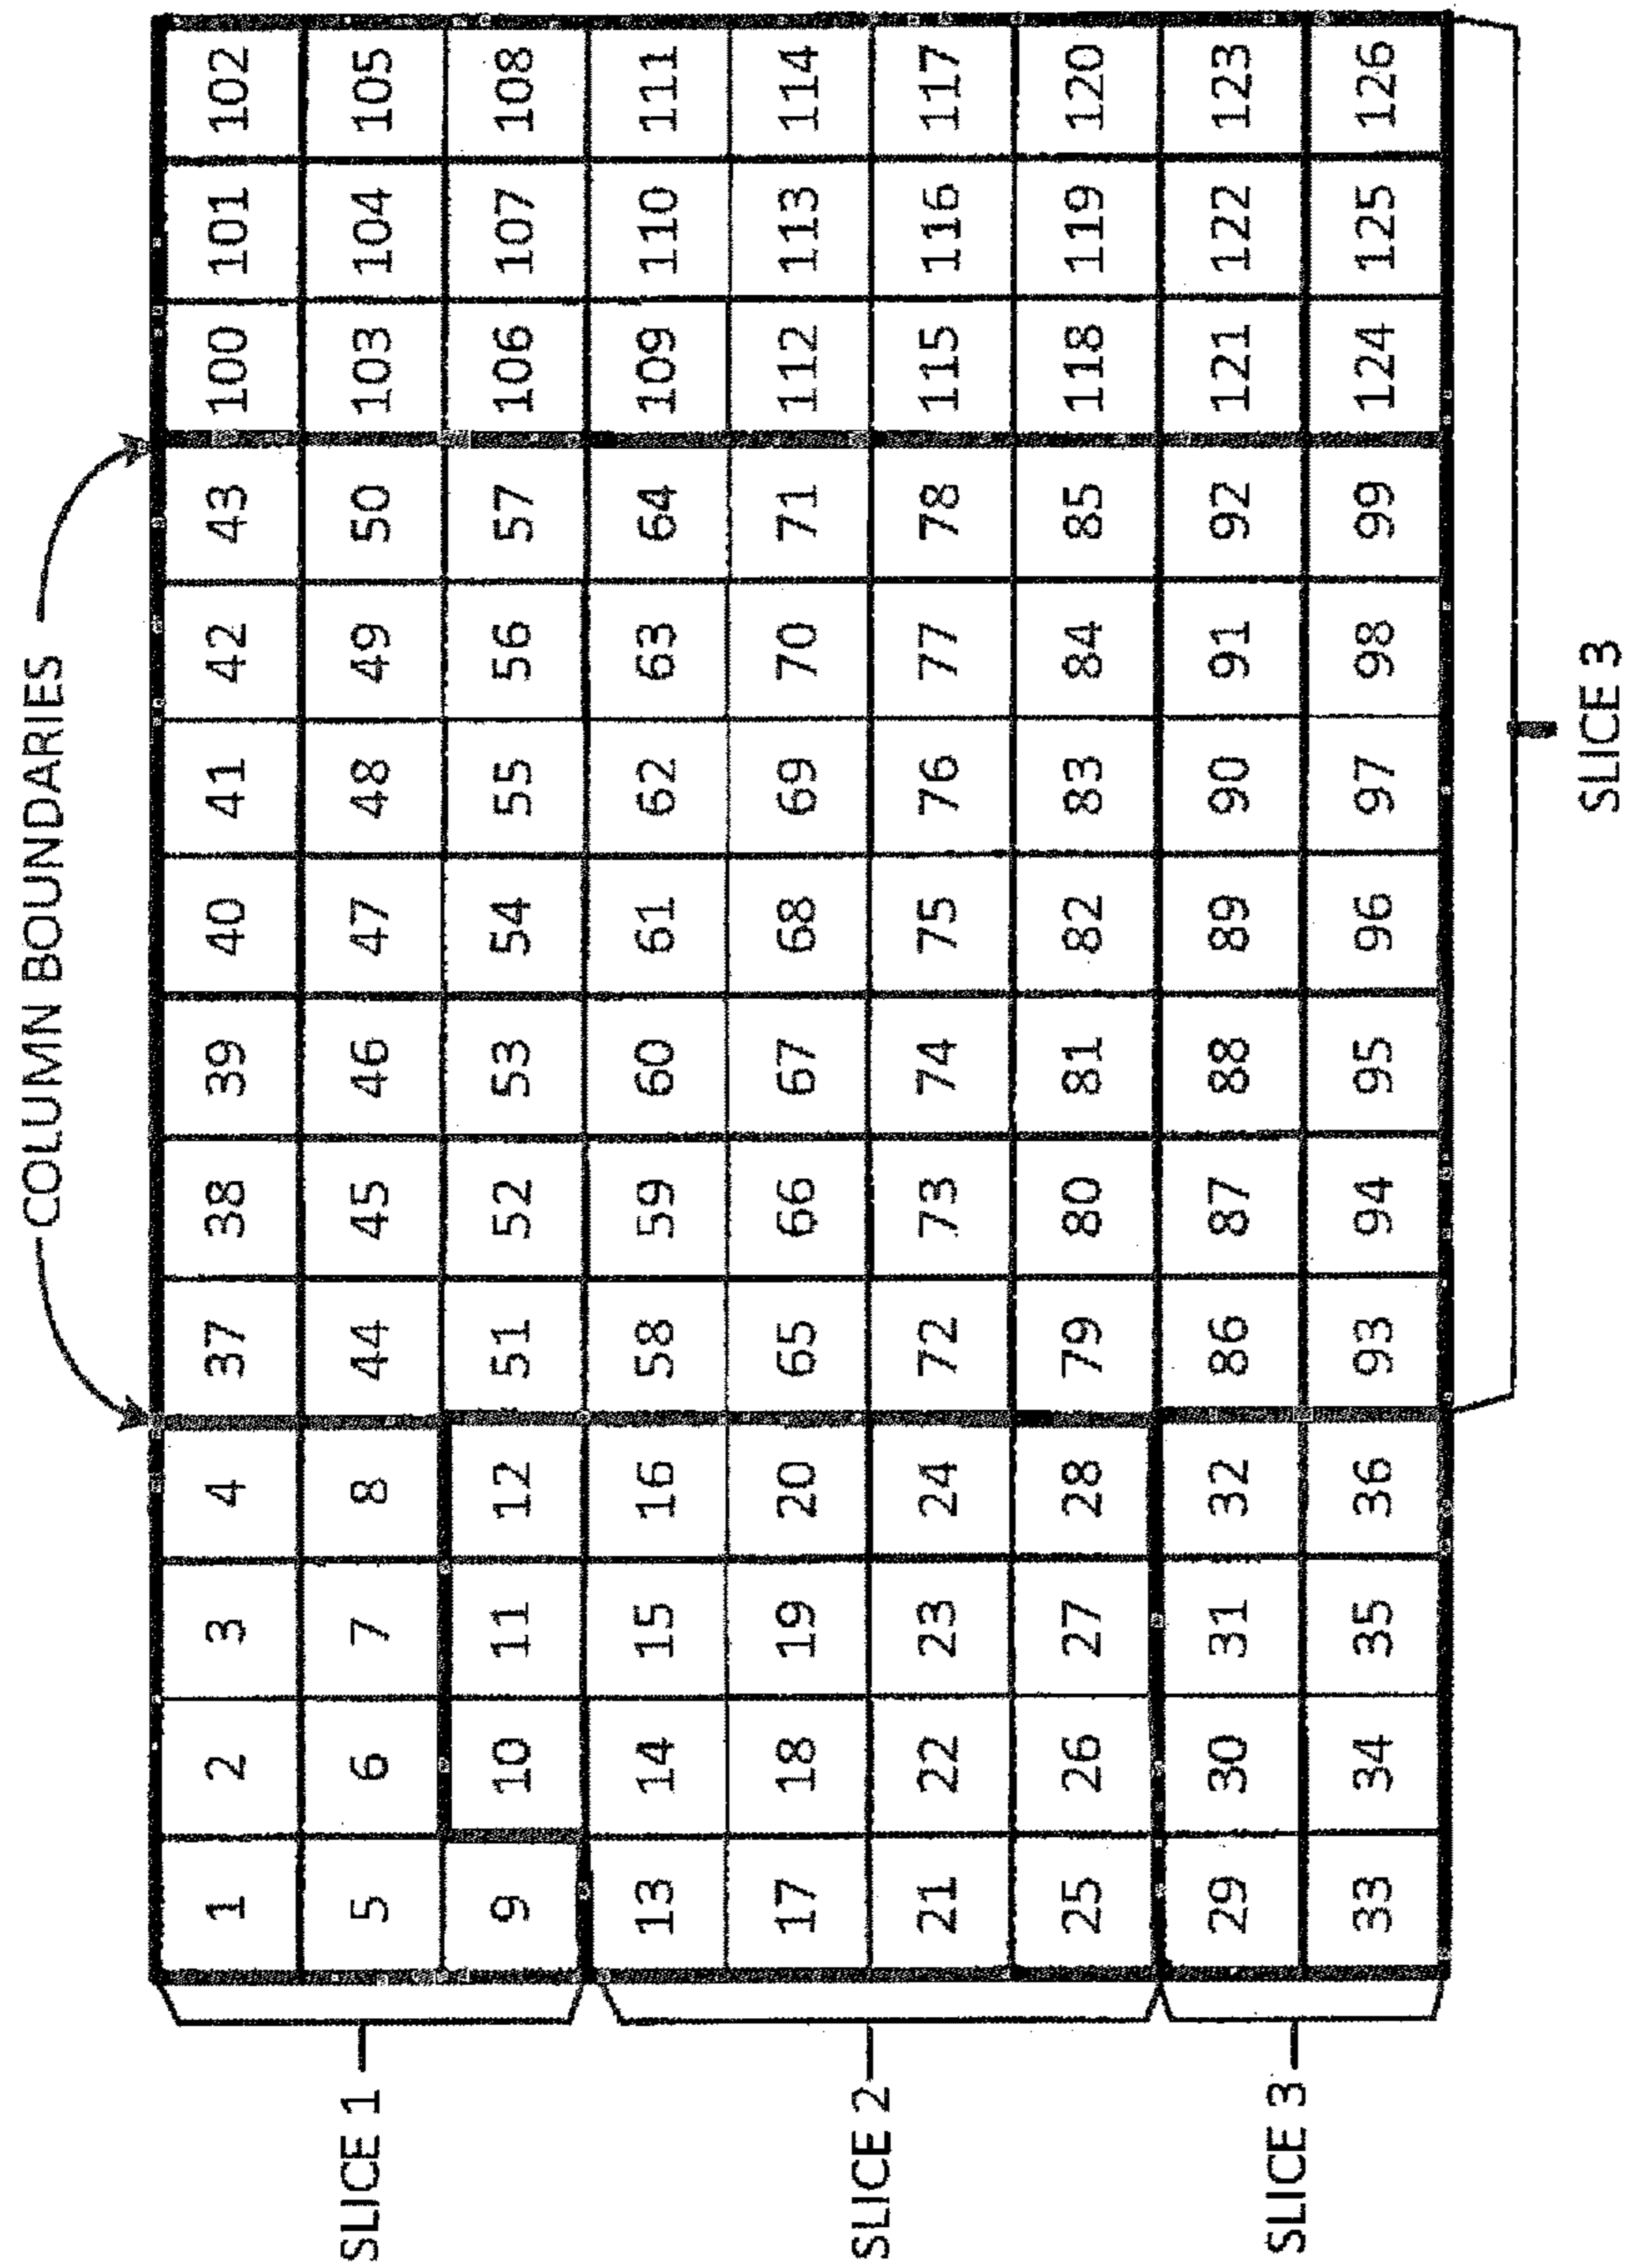 COLUMN BOUNDARIES
1 2 3 4 37 38 39 40 41 42 43 100 101 102
5 6 7 8 44 45 46 47 48 49 50 103 104 105
9 10 11 12 51 52 53 54 55 56 57 106 107 108
13 14 15 16 58 59 60 61 62 63 64 109 110 111
17 18 19 20 65 66 67 68 69 70 71 112 113 114
21 22 23 24 72 73 74 75 76 77 78 115 116 117
25 26 27 28 79 80 81 82 83 84 85 118 119 120
29 30 31 32 86 87 88 89 90 91 92 121 122 123
33 34 35 36 93 94 95 96 97 98 99 124 125 126
SLICE 1
SLICE 2
SLICE 3
SLICE 3